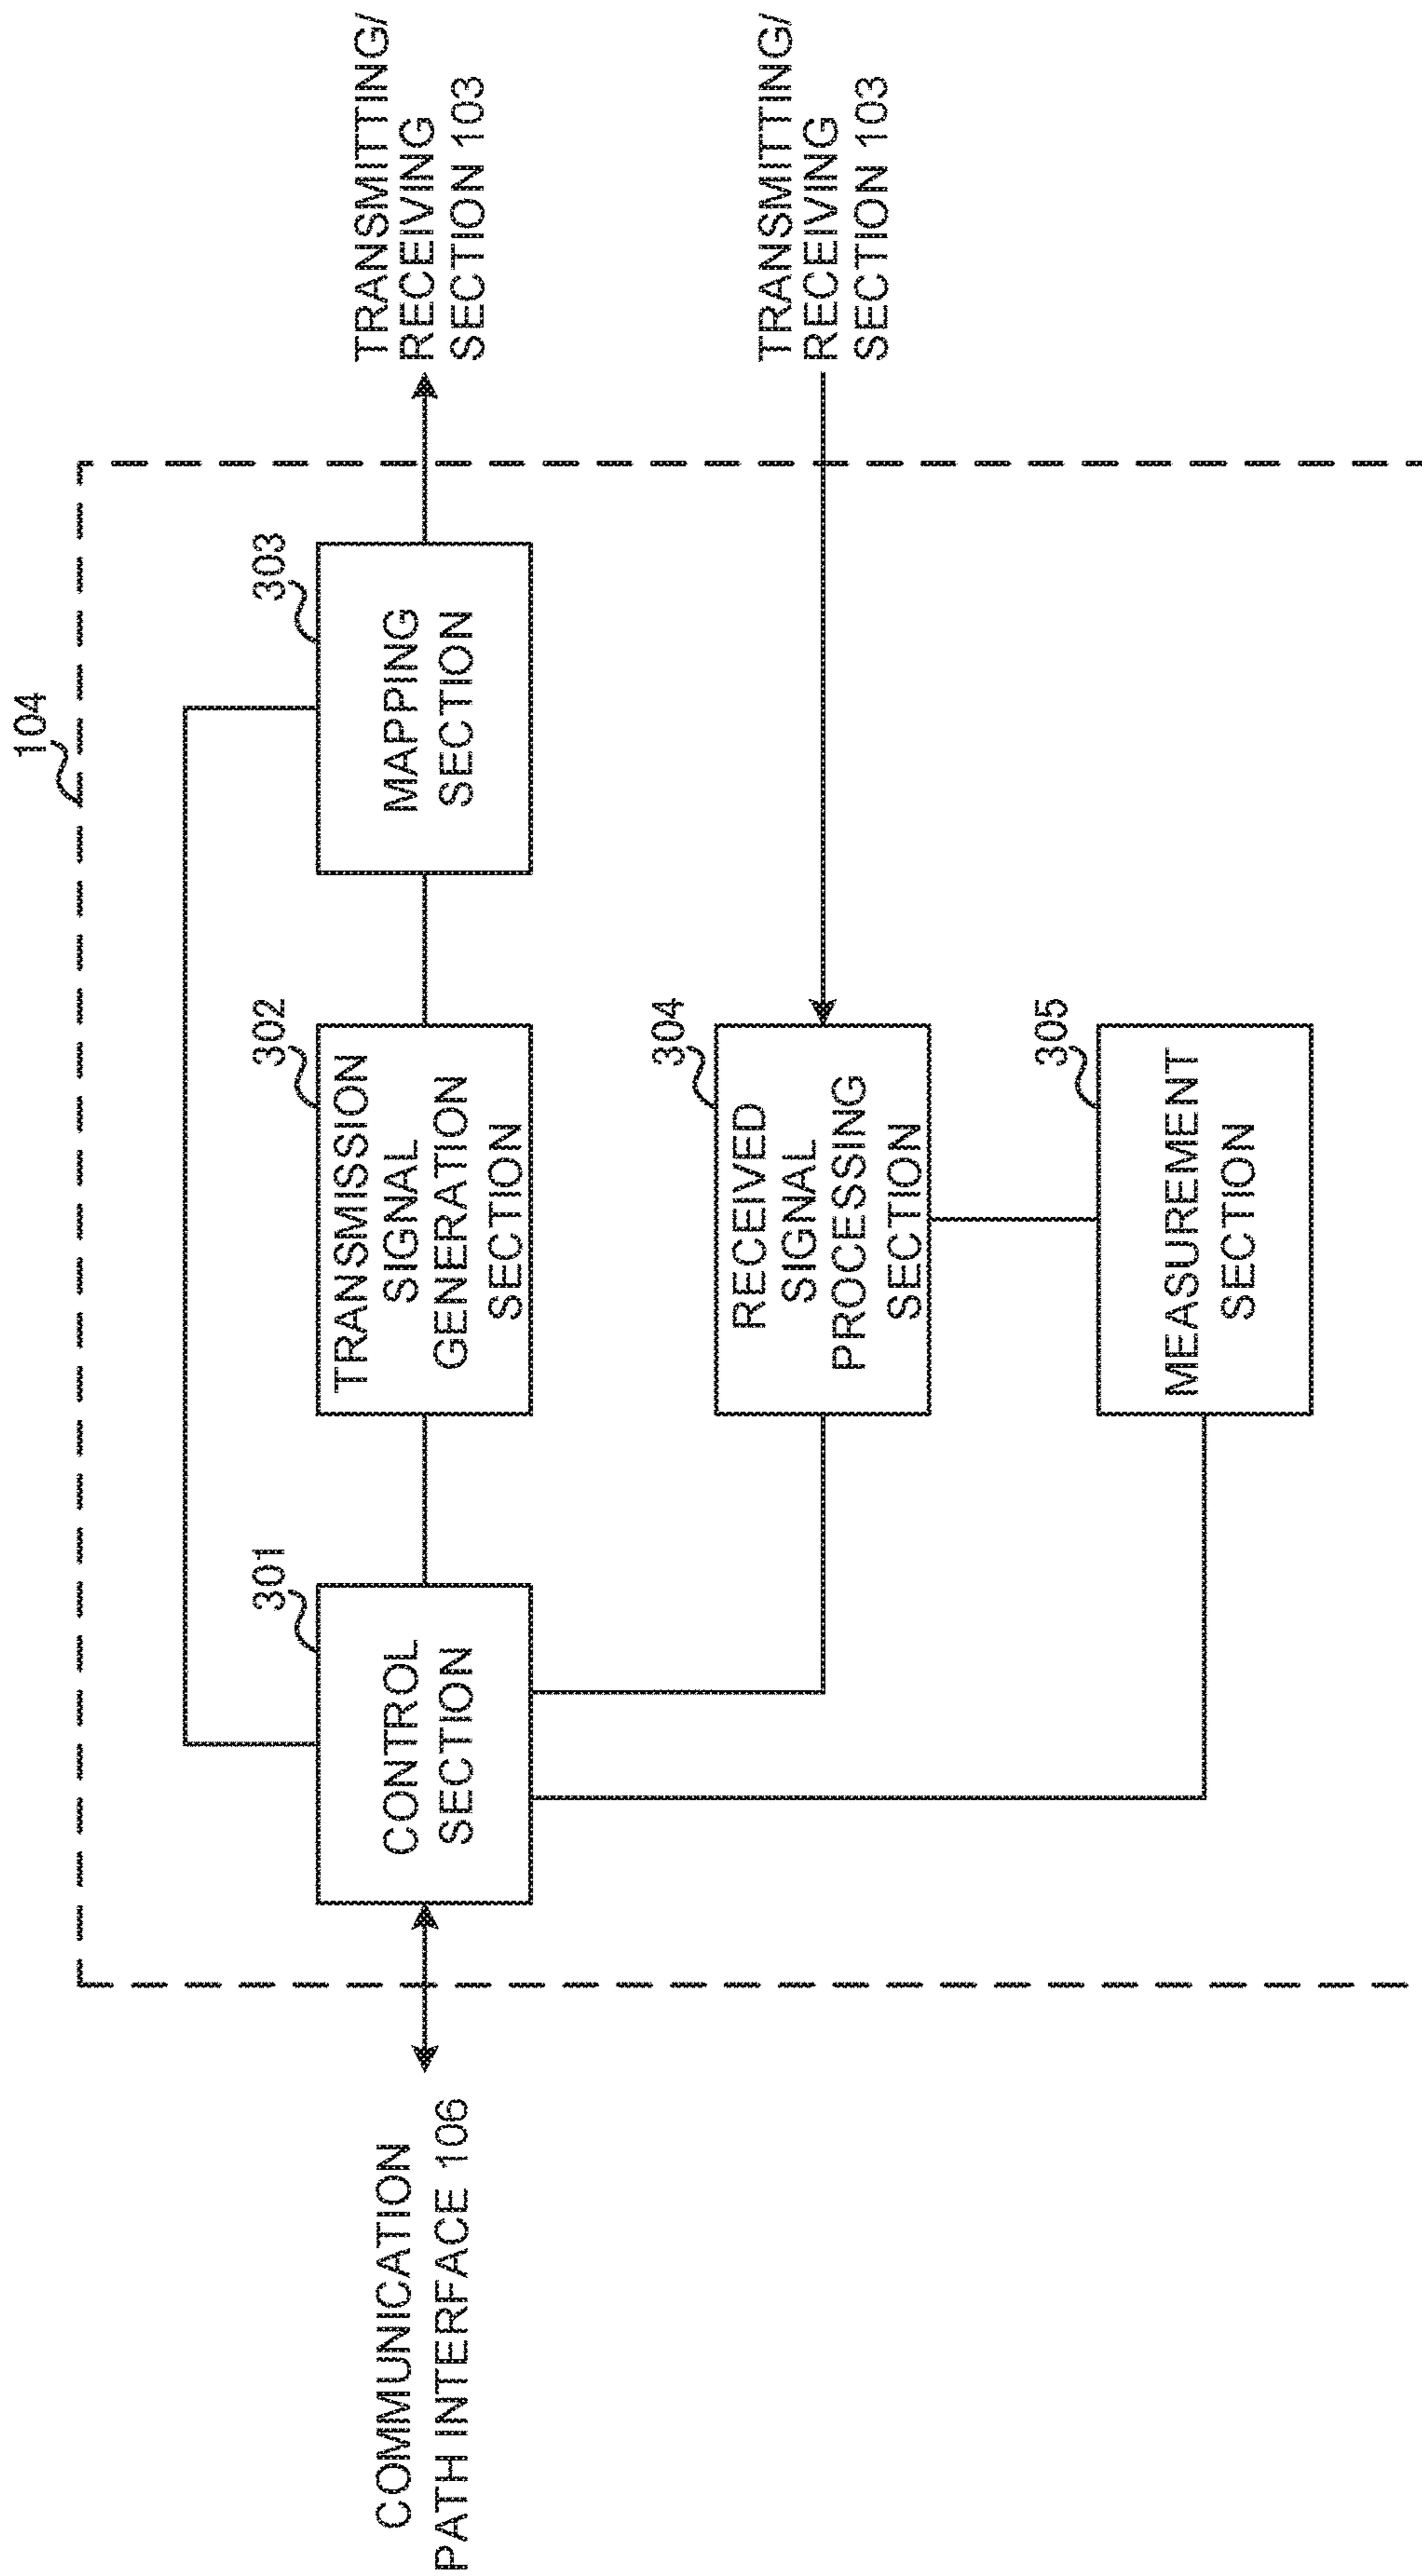 104
301
CONTROL
SECTION
302
TRANSMISSION
SIGNAL
GENERATION
SECTION
303
MAPPING
SECTION
TRANSMITTING/
RECEIVING
SECTION 103
COMMUNICATION
PATH INTERFACE 106
304
RECEIVED
SIGNAL
PROCESSING
SECTION
TRANSMITTING/
RECEIVING
SECTION 103
305
MEASUREMENT
SECTION